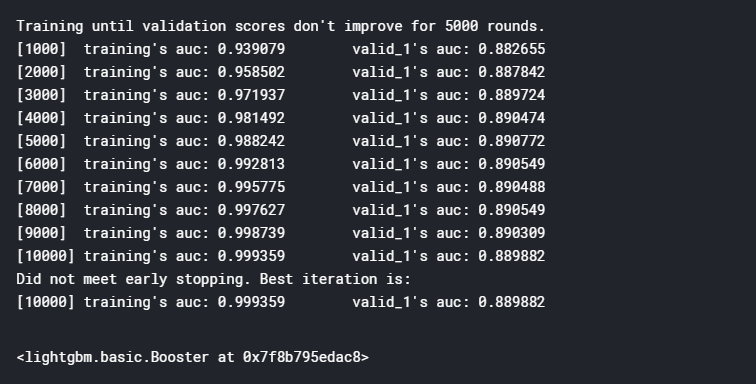 Training until validation scores don't improve for 5000 rounds.
[1000] training's auc: 0.939079 valid_1's auc: 0.882655
[2000] training's auc: 0.958502 valid_1's auc: 0.887842
[3000] training's auc: 0.971937 valid_1's auc: 0.889724
[4000] training's auc: 0.981492 valid_1's auc: 0.890474
[5000] training's auc: 0.988242 valid_1's auc: 0.890772
[6000] training's auc: 0.992813 valid_1's auc: 0.890549
[7000] training's auc: 0.995775 valid_1's auc: 0.890488
[8000] training's auc: 0.997627 valid_1's auc: 0.890549
[9000] training's auc: 0.998739 valid_1's auc: 0.890309
[10000] training's auc: 0.999359 valid_1's auc: 0.889882
Did not meet early stopping. Best iteration is:
[10000] training's auc: 0.999359 valid_1's auc: 0.889882
<lightgbm.basic.Booster at 0x7f8b795edac8>